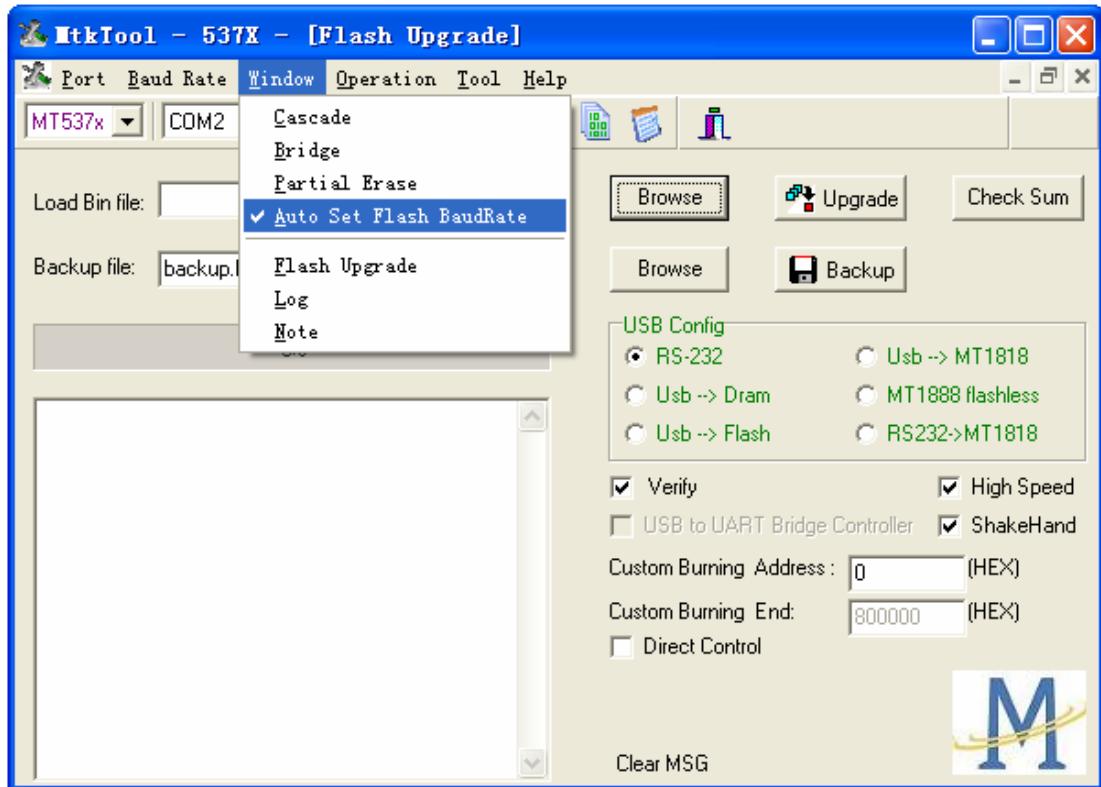 MtkTool - 537X - [Flash Upgrade]
Port Baud Rate Window Operation Tool Help
MT537x COM2
Cascade
Bridge
Partial Erase
Auto Set Flash BaudRate
Flash Upgrade
Log
Note
Load Bin file: Browse Upgrade Check Sum
Backup file: backup. Browse Backup
USB Config
RS-232 Usb --> MT1818
Usb --> Dram MT1888 flashless
Usb --> Flash RS232->MT1818
Verify High Speed
USB to UART Bridge Controller ShakeHand
Custom Burning Address : 0 (HEX)
Custom Burning End: 800000 (HEX)
Direct Control
M
Clear MSG